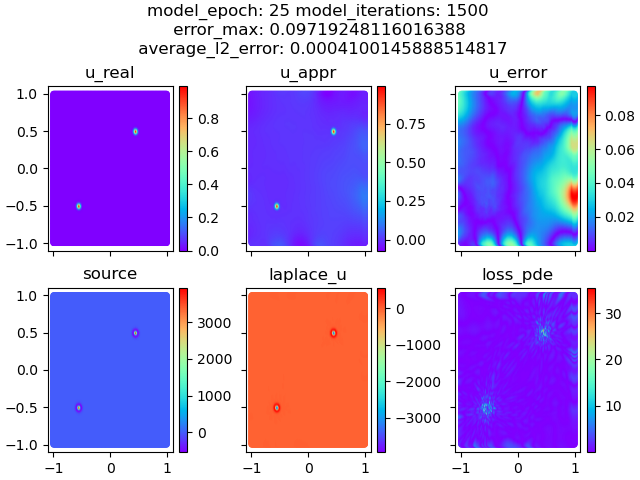 model_epoch: 25 model_iterations: 1500
error_max: 0.09719248116016388
average_l2_error: 0.0004100145888514817
u_real
u_appr
u_error
1.0
0.5
0.0
−0.5
−1.0
0.8
0.6
0.4
0.2
0.0
0.75
0.50
0.25
0.00
0.08
0.06
0.04
0.02
source
laplace_u
loss_pde
1.0
0.5
0.0
−0.5
−1.0
3000
2000
1000
0
0
−1000
−2000
−3000
30
20
10
−1 0 1
−1 0 1
−1 0 1